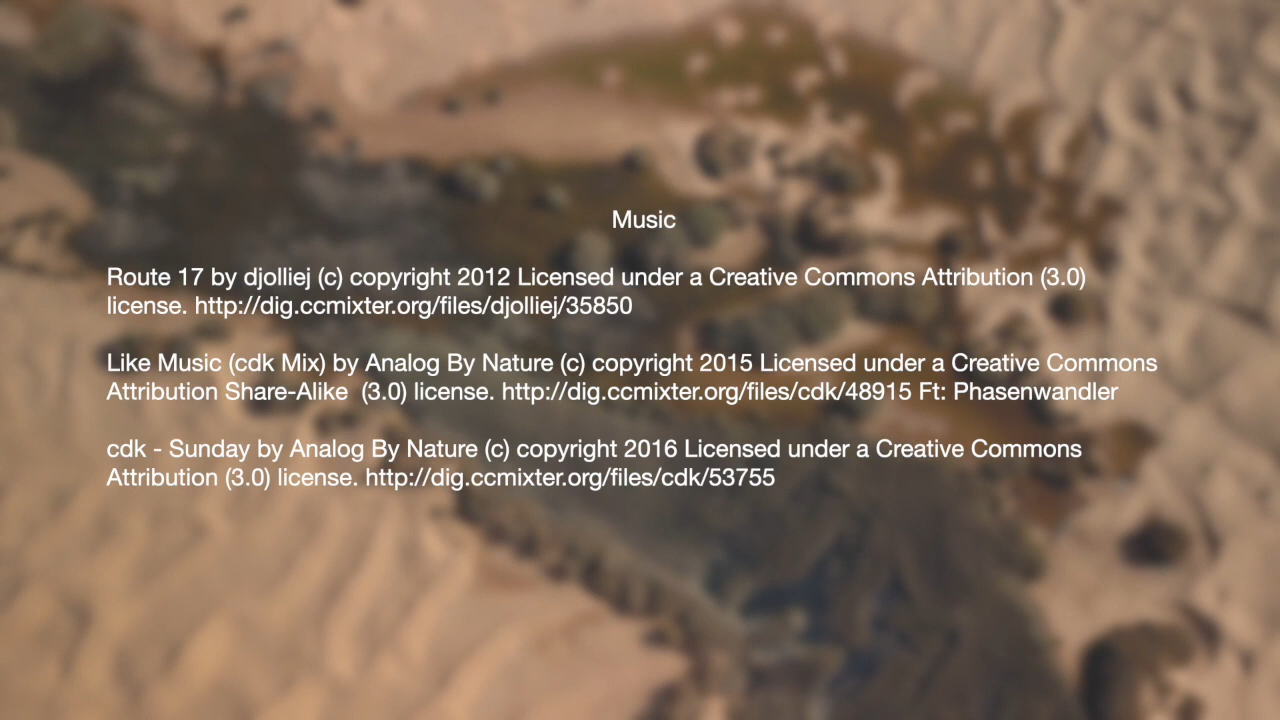 Music
Route 17 by djolliej (c) copyright 2012 Licensed under a Creative Commons Attribution (3.0)
license. http://dig.ccmixter.org/files/djolliej/35850
Like Music (cdk Mix) by Analog By Nature (c) copyright 2015 Licensed under a Creative Commons
Attribution Share-Alike  (3.0) license. http://dig.ccmixter.org/files/cdk/48915 Ft: Phasenwandler
cdk - Sunday by Analog By Nature (c) copyright 2016 Licensed under a Creative Commons
Attribution (3.0) license. http://dig.ccmixter.org/files/cdk/53755